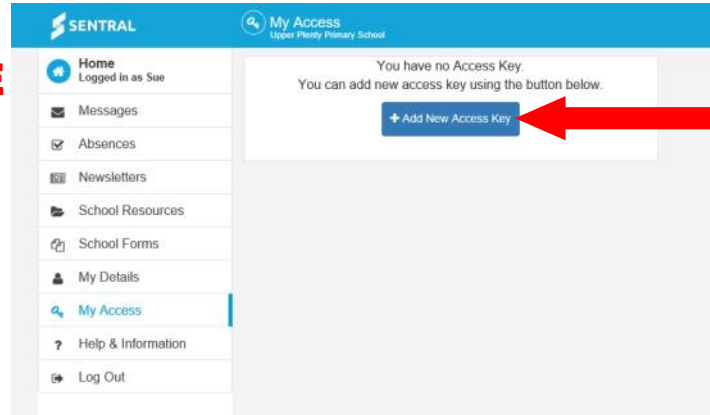 SENTRAL
My Access
Upper Plenty Primary School
Home
Logged in as Sue
Messages
Absences
Newsletters
School Resources
School Forms
My Details
My Access
Help & Information
Log Out
You have no Access Key.
You can add new access key using the button below.
+ Add New Access Key